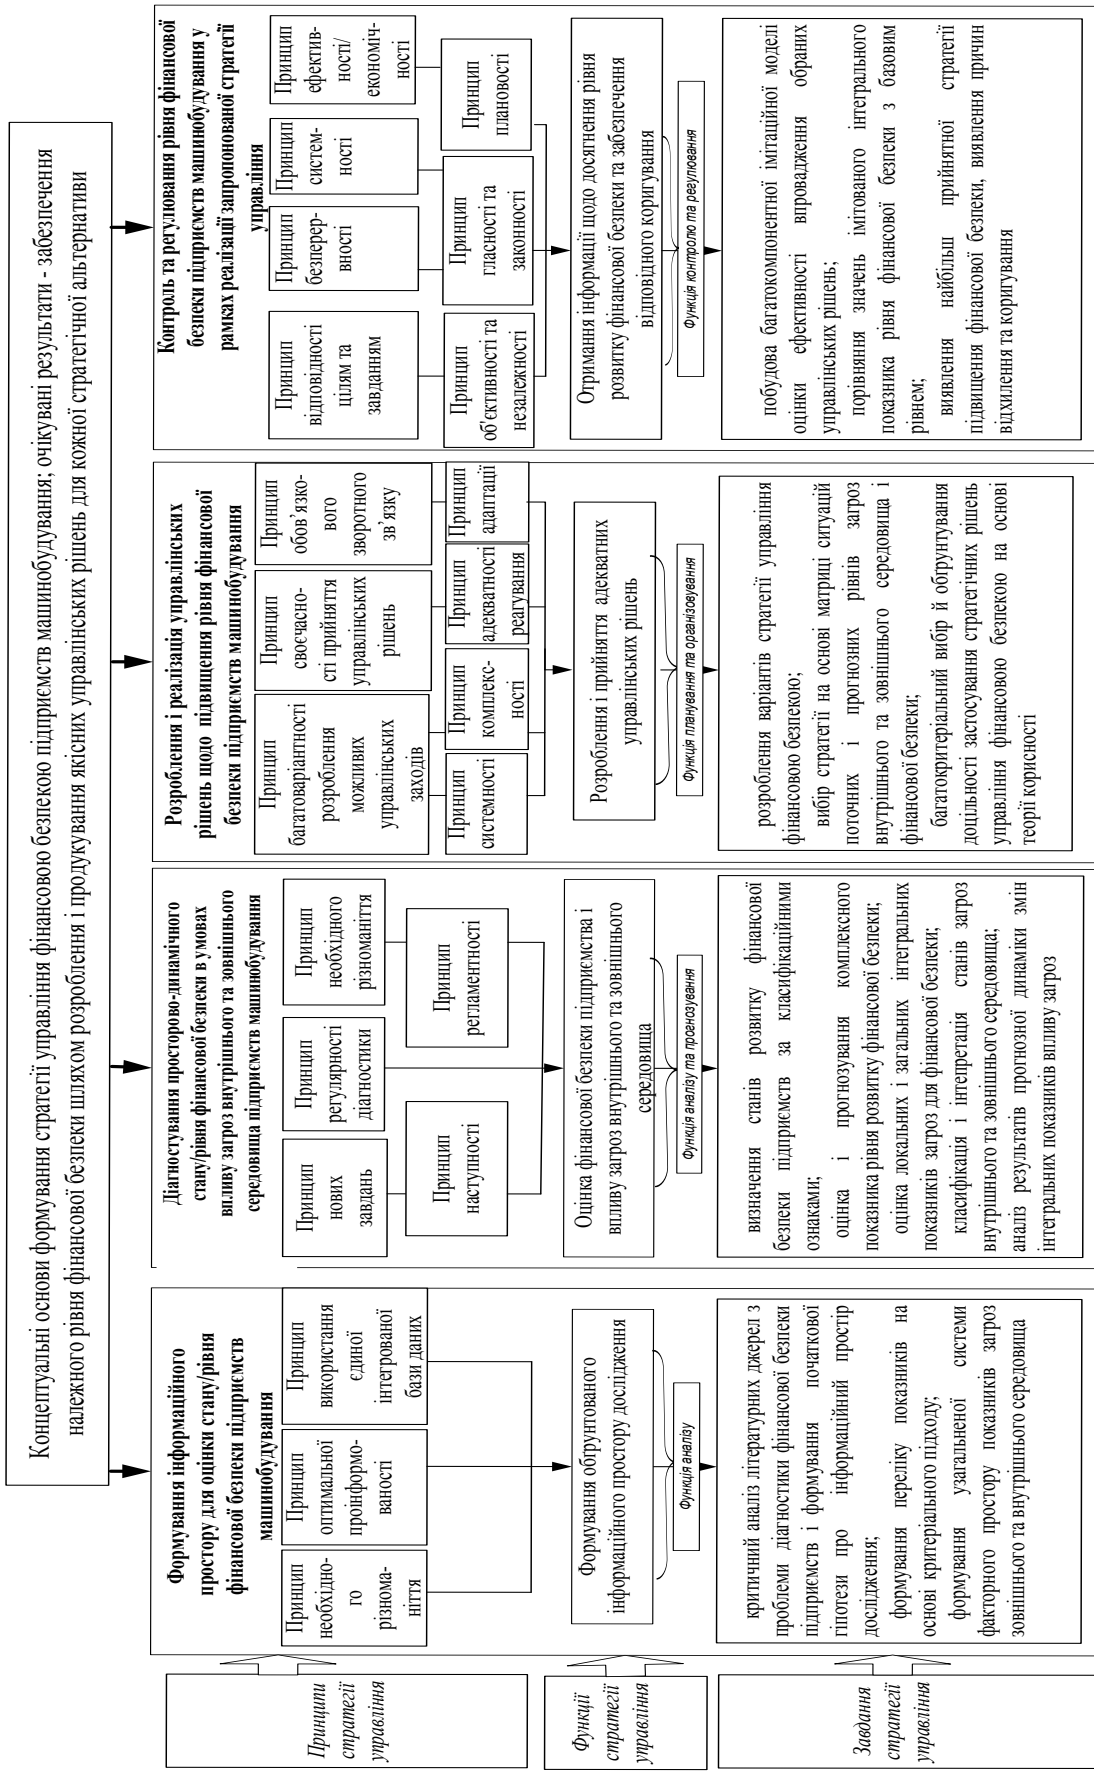 Концептуальні основи формування стратегії управління фінансовою безпекою підприємств машинобудування; очікувані результати - забезпечення
належного рівня фінансової безпеки шляхом розроблення і продукування якісних управлінських рішень для кожної стратегічної альтернативи
Принципи
стратегії
управління
Формування інформаційного
простору для оцінки стану/рівня
фінансової безпеки підприємств
машинобудування
Принцип
необхідно-
го
різнома-
ніття
Принцип
оптимальної
проінформо-
ваності
Принцип
використання
єдиної
інтегрованої
бази даних
Діагностування просторово-динамічного
стану/рівня фінансової безпеки в умовах
впливу загроз внутрішнього та зовнішнього
середовища підприємств машинобудування
Принцип
нових
завдань
Принцип
регулярності
діагностики
Принцип
необхідного
різноманіття
Принцип
наступності
Принцип
регламентності
Розроблення і реалізація управлінських
рішень щодо підвищення рівня фінансової
безпеки підприємств машинобудування
Принцип
багатоваріантності
розроблення
можливих
управлінських
заходів
Принцип
своєчасно-
сті прийняття
управлінських
рішень
Принцип
обов'язко-
вого
зворотного
зв'язку
Принцип
системності
Принцип
комплекс-
ності
Принцип
адекватності
реагування
Принцип
адаптації
Контроль та регулювання рівня фінансової
безпеки підприємств машинобудування у
рамках реалізації запропонованої стратегії
управління
Принцип
відповідності
цілям та
завданням
Принцип
безперер-
вності
Принцип
систем-
ності
Принцип
ефектив-
ності/
економіч-
ності
Принцип
об'єктивності та
незалежності
Принцип
гласності та
законності
Принцип
плановості
Функції
стратегії
управління
Формування обґрунтованого
інформаційного простору дослідження
Функція аналізу
Оцінка фінансової безпеки підприємства і
впливу загроз внутрішнього та зовнішнього
середовища
Функція аналізу та прогнозування
Розроблення і прийняття адекватних
управлінських рішень
Функція планування та організовування
Отримання інформації щодо досягнення рівня
розвитку фінансової безпеки та забезпечення
відповідного коригування
Функція контролю та регулювання
Завдання
стратегії
управління
критичний аналіз літературних джерел з
проблеми діагностики фінансової безпеки
підприємств і формування початкової
гіпотези про інформаційний простір
дослідження;
формування переліку показників на
основі критеріального підходу;
формування узагальненої системи
факторного простору показників загроз
зовнішнього та внутрішнього середовища
визначення станів розвитку фінансової
безпеки підприємств за класифікаційними
ознаками;
оцінка і прогнозування комплексного
показника рівня розвитку фінансової безпеки;
оцінка локальних і загальних інтегральних
показників загроз для фінансової безпеки;
класифікація і інтепретація станів загроз
внутрішнього та зовнішнього середовища;
аналіз результатів прогнозної динаміки змін
інтегральних показників впливу загроз
розроблення варіантів стратегії управління
фінансовою безпекою;
вибір стратегії на основі матриці ситуацій
поточних і прогнозних рівнів загроз
внутрішнього та зовнішнього середовища і
фінансової безпеки;
багатокритеріальний вибір й обґрунтування
доцільності застосування стратегічних рішень
управління фінансовою безпекою на основі
теорії корисності
побудова багатокомпонентної імітаційної моделі
оцінки ефективності впровадження обраних
управлінських рішень;
порівняння значень імітованого інтегрального
показника рівня фінансової безпеки з базовим
рівнем;
виявлення найбільш прийнятної стратегії
підвищення фінансової безпеки, виявлення причин
відхилення та коригування